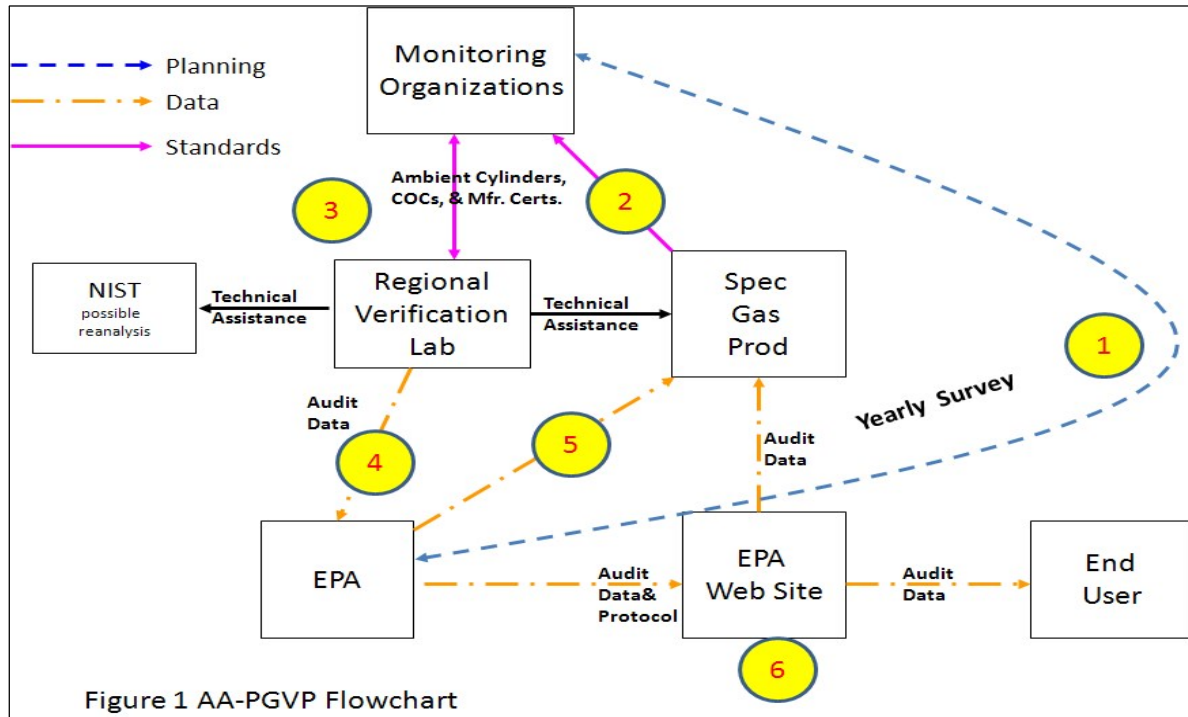 Monitoring
Organizations
Planning
Data
Standards
Ambient Cylinders,
COCs, & Mfr. Certs.
3
2
NIST
possible
reanalysis
Technical
Assistance
Regional
Verification
Lab
Technical
Assistance
Spec
Gas
Prod
1
Yearly Survey
Audit
Data
4
5
Audit
Data
EPA
Audit
Data&
Protocol
EPA
Web Site
Audit
Data
End
User
6
Figure 1 AA-PGVP Flowchart